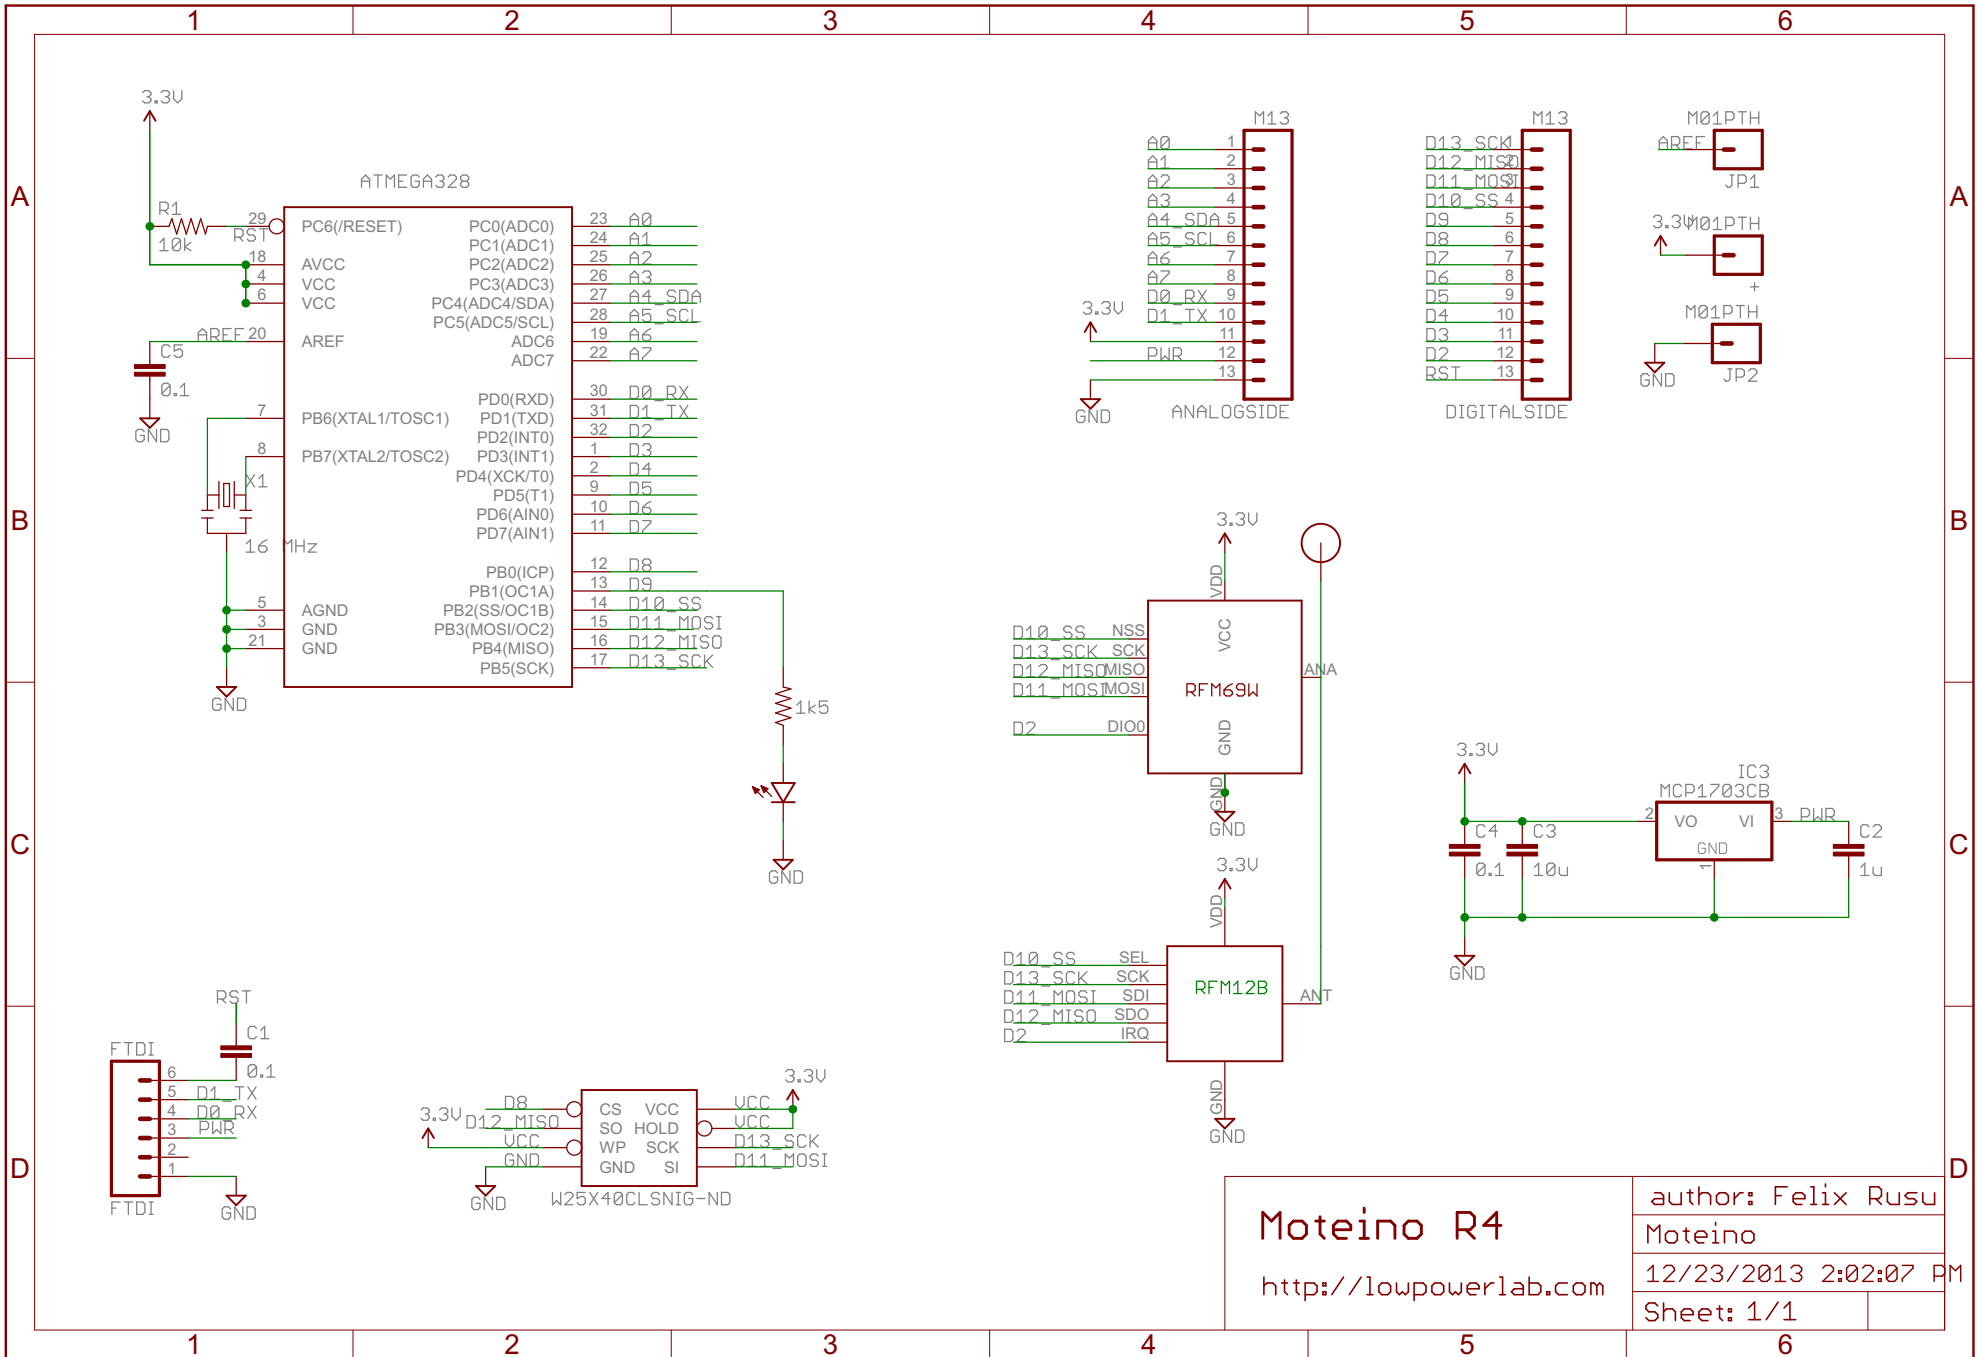 1 2 3 4 5 6
A
B
C
D
3.3V
R1
10k
RST
ATMEGA328
29 PC6(/RESET)
18 AVCC
4 VCC
6 VCC
AREF 20 AREF
C5
0.1
GND
7 PB6(XTAL1/TOSC1)
8 PB7(XTAL2/TOSC2)
X1
16 MHz
5 AGND
3 GND
21 GND
GND
PC0(ADC0) 23 A0
PC1(ADC1) 24 A1
PC2(ADC2) 25 A2
PC3(ADC3) 26 A3
PC4(ADC4/SDA) 27 A4_SDA
PC5(ADC5/SCL) 28 A5_SCL
ADC6 19 A6
ADC7 22 A7
PD0(RXD) 30 D0_RX
PD1(TXD) 31 D1_TX
PD2(INT0) 32 D2
PD3(INT1) 1 D3
PD4(XCK/T0) 2 D4
PD5(T1) 9 D5
PD6(AIN0) 10 D6
PD7(AIN1) 11 D7
PB0(ICP) 12 D8
PB1(OC1A) 13 D9
PB2(SS/OC1B) 14 D10_SS
PB3(MOSI/OC2) 15 D11_MOSI
PB4(MISO) 16 D12_MISO
PB5(SCK) 17 D13_SCK
1k5
GND
M13
A0 1
A1 2
A2 3
A3 4
A4_SDA 5
A5_SCL 6
A6 7
A7 8
D0_RX 9
D1_TX 10
3.3V 11
PWR 12
13
GND
ANALOGSIDE
M13
D13_SCK 1
D12_MISO 2
D11_MOSI 3
D10_SS 4
D9 5
D8 6
D7 7
D6 8
D5 9
D4 10
D3 11
D2 12
RST 13
DIGITALSIDE
M01PTH
AREF
JP1
3.3V M01PTH
+
M01PTH
GND
JP2
3.3V
VDD
VCC
D10_SS NSS
D13_SCK SCK
D12_MISO MISO
D11_MOSI MOSI
D2 DIO0
RFM69W
ANA
GND
GND
GND
3.3V
VDD
D10_SS SEL
D13_SCK SCK
D11_MOSI SDI
D12_MISO SDO
D2 IRQ
RFM12B
ANT
GND
GND
3.3V
IC3
MCP1703CB
2 VO VI 3 PWR
GND
1
C4
0.1
C3
10u
C2
1u
GND
RST
C1
0.1
FTDI
6
5 D1_TX
4 D0_RX
3 PWR
2
1
FTDI
GND
3.3V
3.3V
D8 CS VCC VCC
D12_MISO SO HOLD VCC
VCC WP SCK D13_SCK
GND GND SI D11_MOSI
GND
W25X40CLSNIG-ND
Moteino R4
http://lowpowerlab.com
author: Felix Rusu
Moteino
12/23/2013 2:02:07 PM
Sheet: 1/1
A
B
C
D
1 2 3 4 5 6